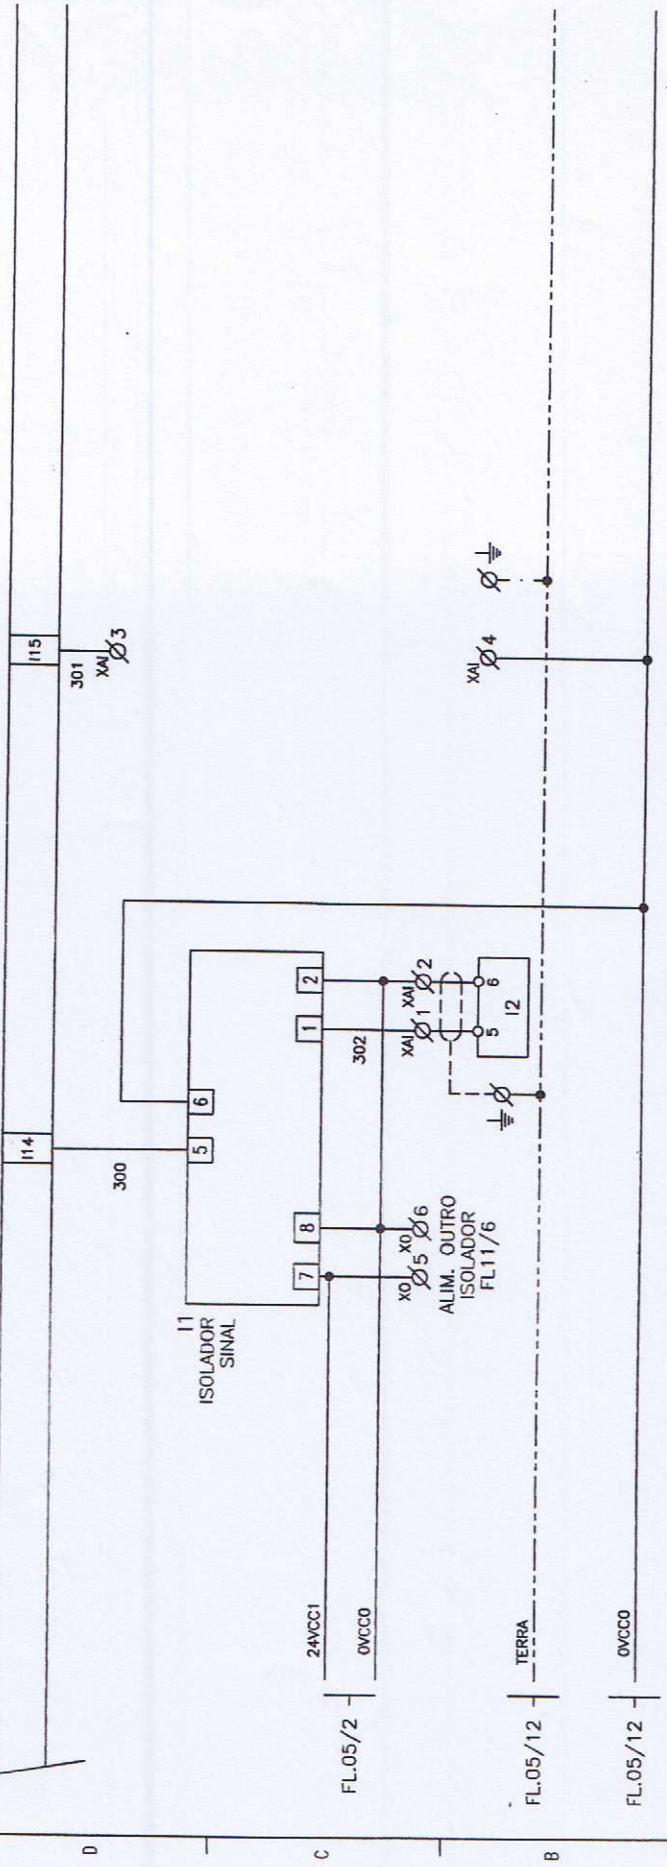 I14
I15
300
301
XAI
3
6
5
I1
ISOLADOR
SINAL
7
8
1
2
302
XO
5
XO
6
XAI
1
XAI
2
ALIM. OUTRO
ISOLADOR
FL11/6
5
6
I2
XAI
4
24VCC1
0VCC0
TERRA
0VCC0
FL.05/2
FL.05/12
FL.05/12
D
C
B